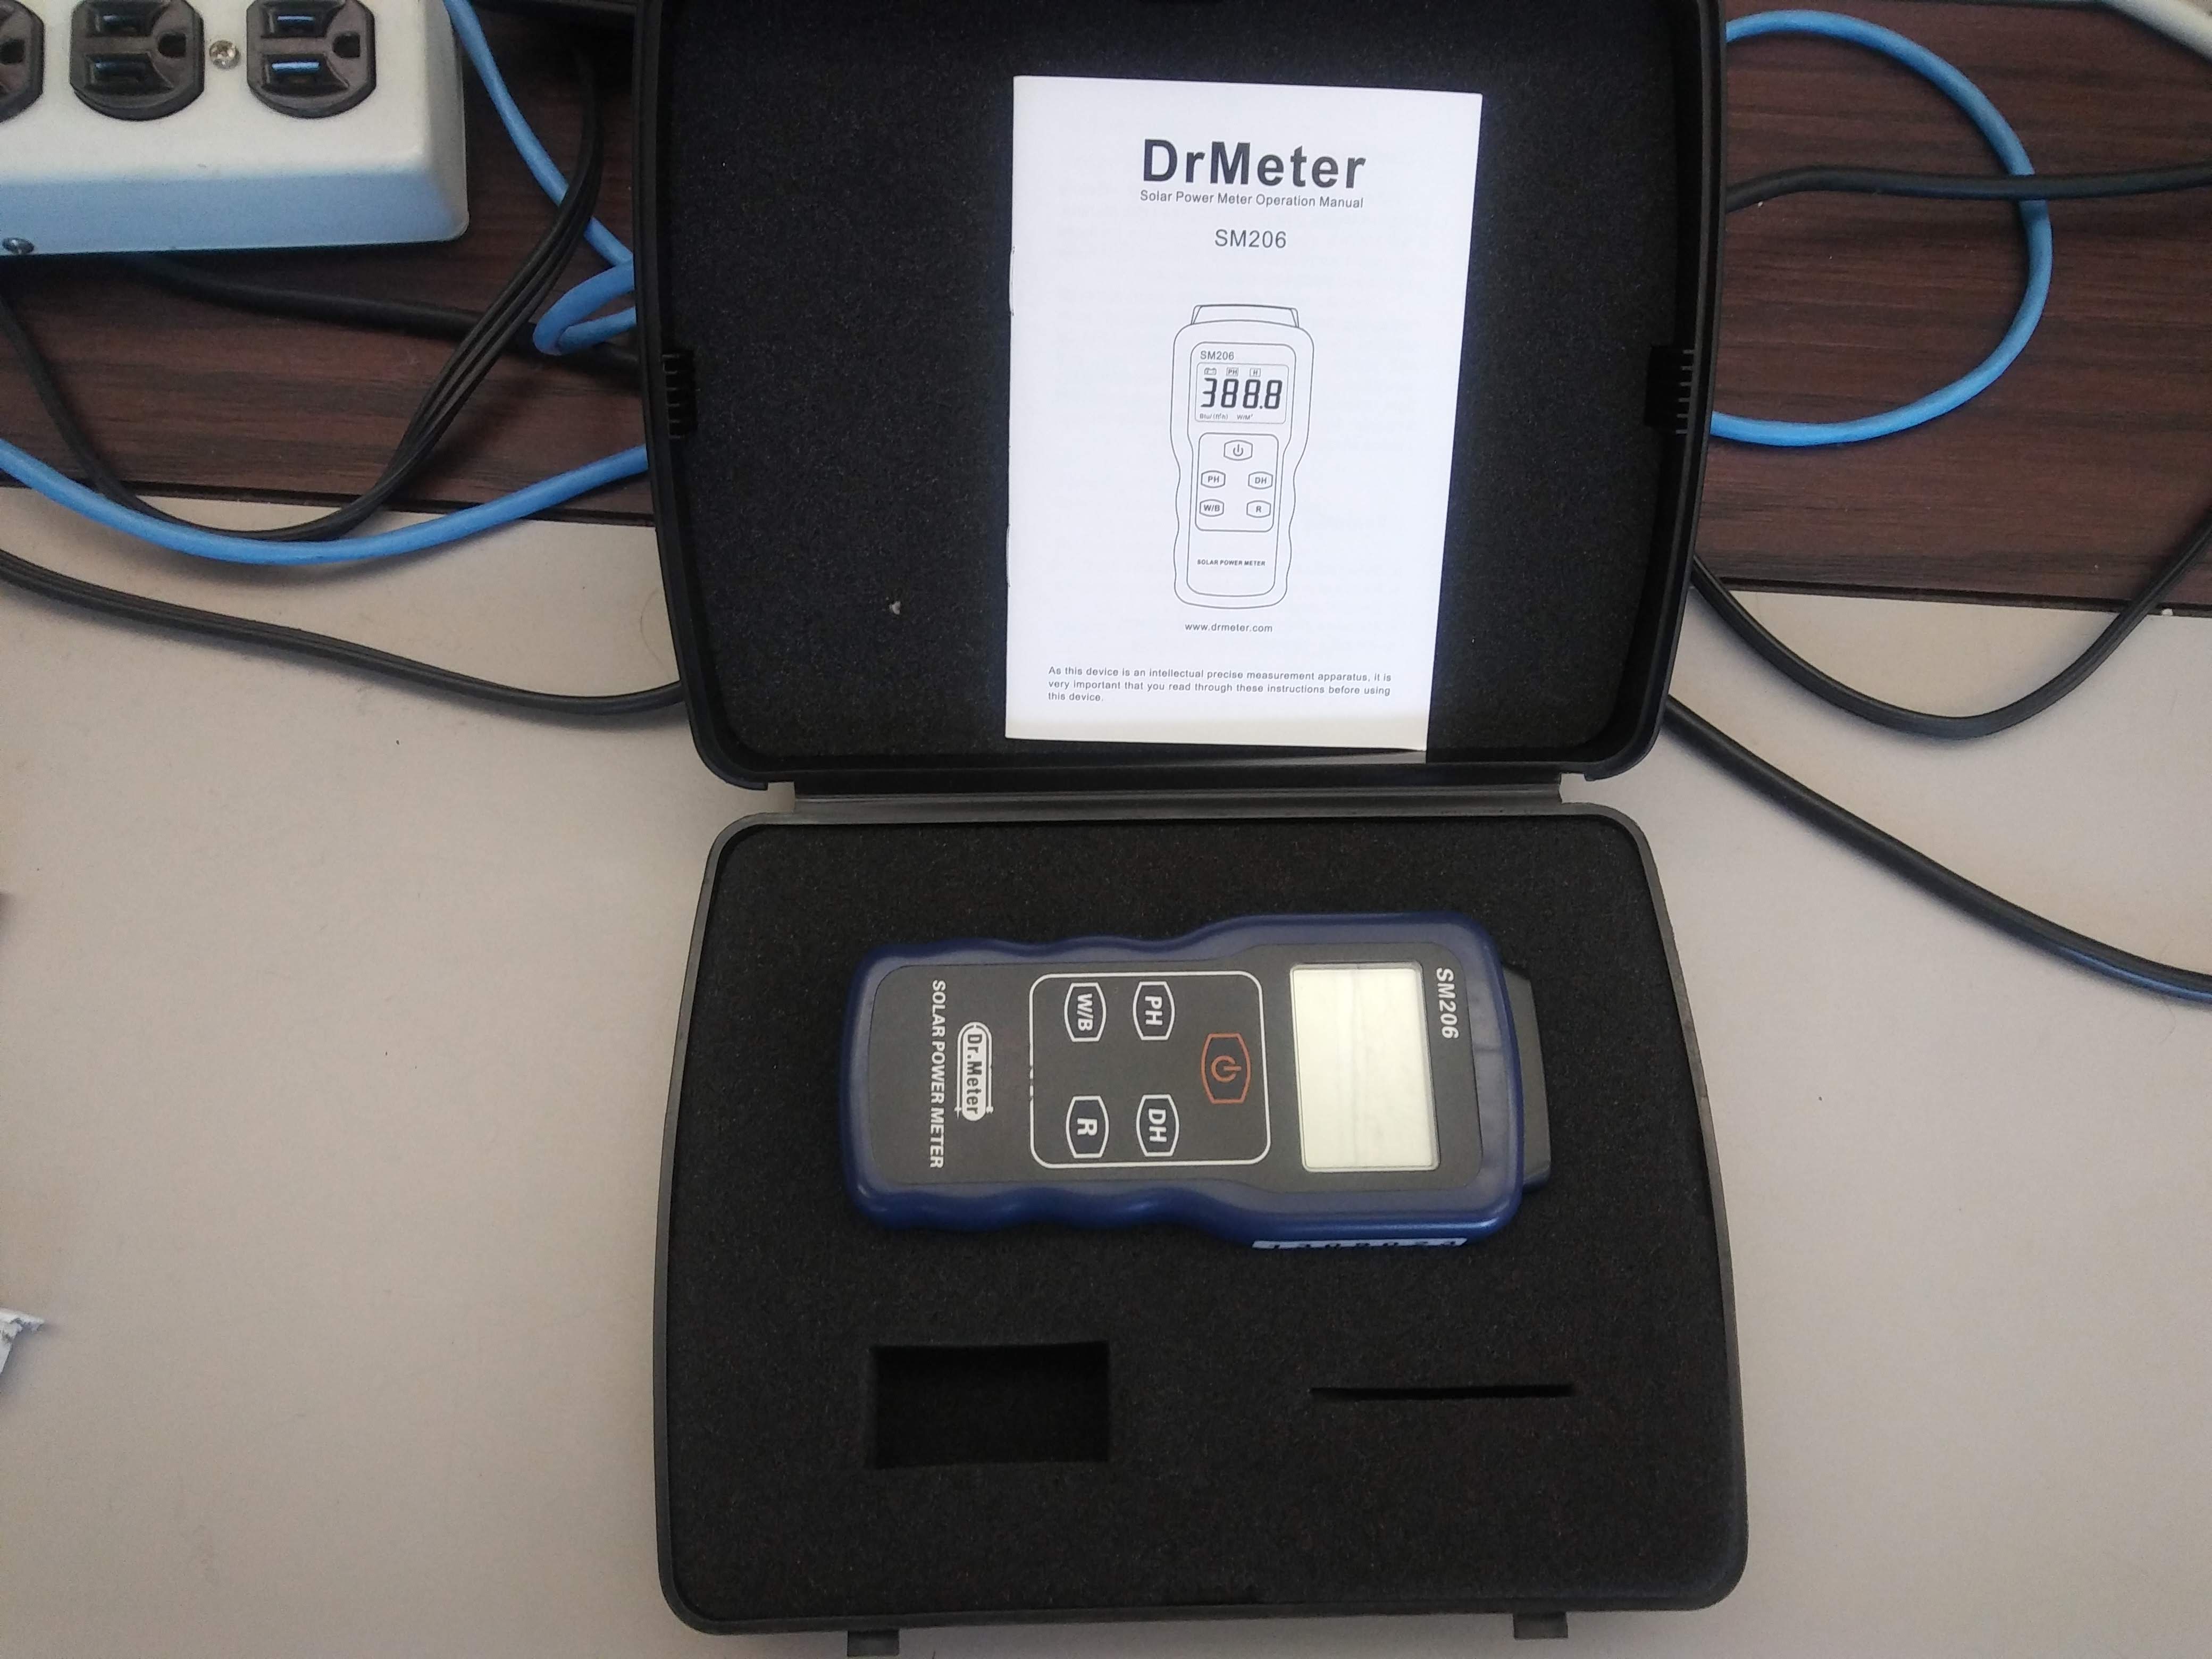 DrMeter
Solar Power Meter Operation Manual
SM206
SM206
PH H
388.8
Btu/(ft²h) W/M²
PH DH
W/B R
SOLAR POWER METER
www.drmeter.com
As this device is an intellectual precise measurement apparatus, it is
very important that you read through these instructions before using
this device.
SM206
PH DH
W/B R
Dr.Meter
SOLAR POWER METER